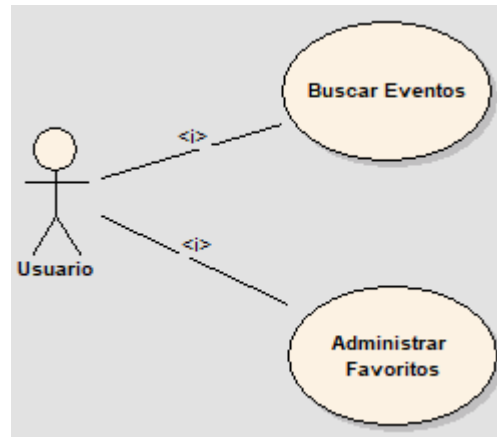 Buscar Eventos
<i>
<i>
Usuario
Administrar
Favoritos